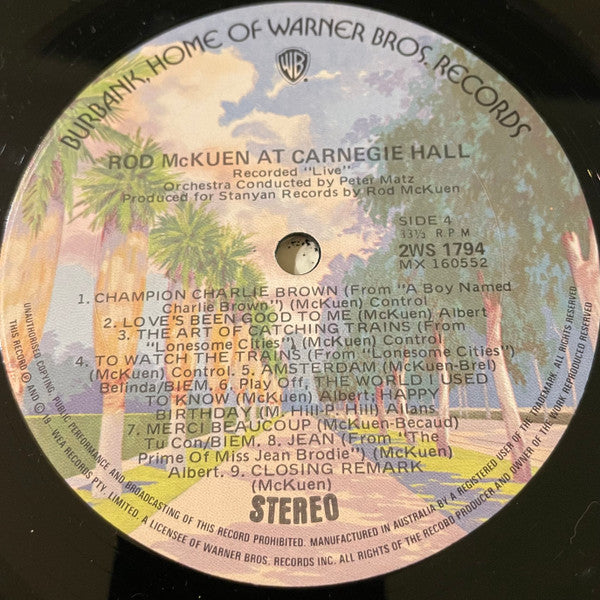 BURBANK, HOME OF WARNER BROS. RECORDS
WB
ROD McKUEN AT CARNEGIE HALL
Recorded "Live"
Orchestra Conducted by Peter Matz
Produced for Stanyan Records by Rod McKuen
SIDE 4
33⅓ R.P.M
2WS 1794
MX 160552
1. CHAMPION CHARLIE BROWN (From "A Boy Named
Charlie Brown") (McKuen) Control
2. LOVE'S BEEN GOOD TO ME (McKuen) Albert
3. THE ART OF CATCHING TRAINS (From
"Lonesome Cities"), (McKuen) Control
4. TO WATCH THE TRAINS (From "Lonesome Cities")
(McKuen) Control. 5. AMSTERDAM (McKuen-Brel)
Belinda/BIEM. 6. Play Off, THE WORLD I USED
TO KNOW (McKuen) Albert: HAPPY
BIRTHDAY (M. Hill-P. Hill) Allans
7. MERCI BEAUCOUP (McKuen-Becaud)
Tu Con/BIEM. 8. JEAN (From "The
Prime Of Miss Jean Brodie") (McKuen)
Albert. 9. CLOSING REMARK
(McKuen)
STEREO
UNAUTHORISED COPYING, PUBLIC PERFORMANCE AND BROADCASTING OF THIS RECORD PROHIBITED. MANUFACTURED IN AUSTRALIA BY A REGISTERED USER OF THE TRADEMARK. ALL RIGHTS RESERVED
THIS RECORD Ⓟ AND © 19 - WEA RECORDS PTY. LIMITED. A LICENSEE OF WARNER BROS. RECORDS INC. ALL RIGHTS OF THE RECORD PRODUCER AND OWNER OF THE WORK REPRODUCED RESERVED